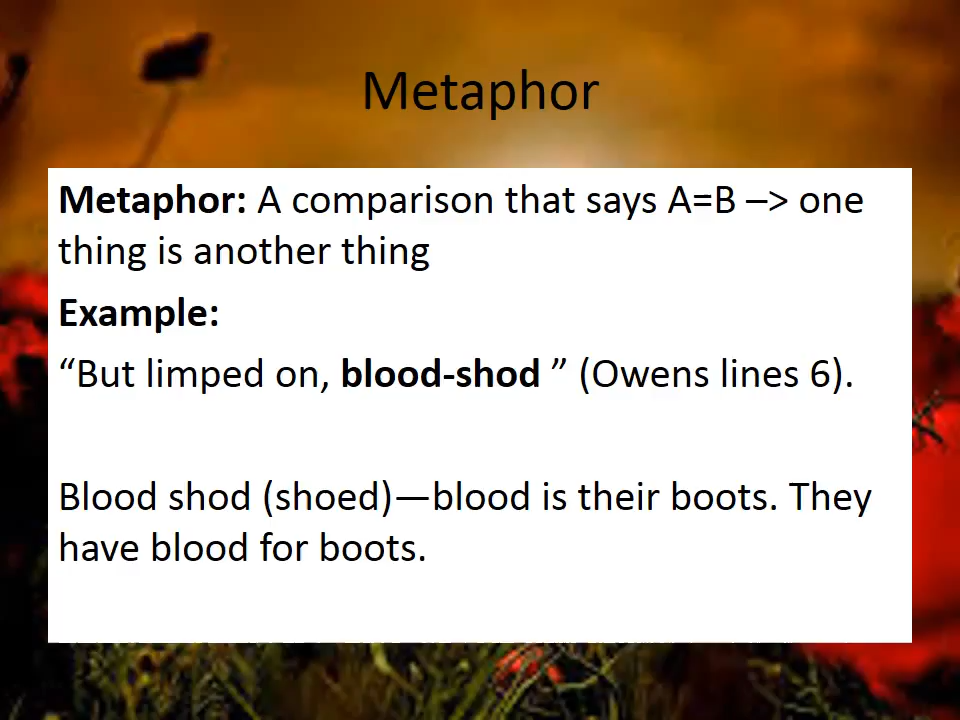 Metaphor
Metaphor: A comparison that says A=B –> one
thing is another thing
Example:
“But limped on, blood-shod ” (Owens lines 6).
Blood shod (shoed)—blood is their boots. They
have blood for boots.